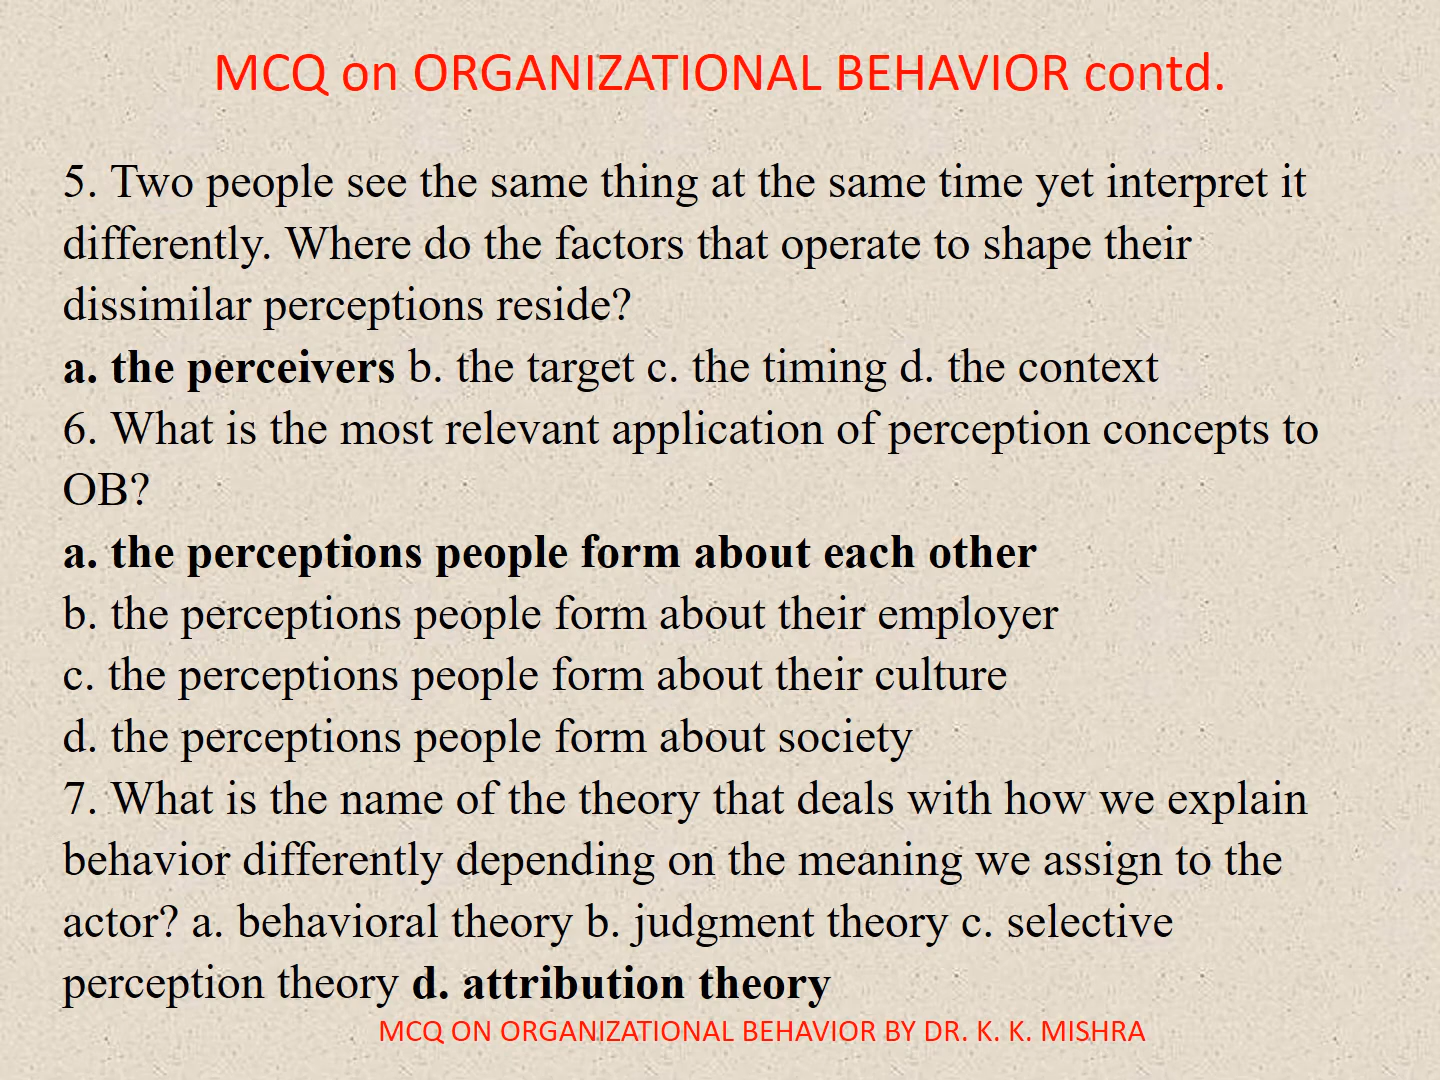 MCQ on ORGANIZATIONAL BEHAVIOR contd.
5. Two people see the same thing at the same time yet interpret it
differently. Where do the factors that operate to shape their
dissimilar perceptions reside?
a. the perceivers b. the target c. the timing d. the context
6. What is the most relevant application of perception concepts to
OB?
a. the perceptions people form about each other
b. the perceptions people form about their employer
c. the perceptions people form about their culture
d. the perceptions people form about society
7. What is the name of the theory that deals with how we explain
behavior differently depending on the meaning we assign to the
actor? a. behavioral theory b. judgment theory c. selective
perception theory d. attribution theory
MCQ ON ORGANIZATIONAL BEHAVIOR BY DR. K. K. MISHRA